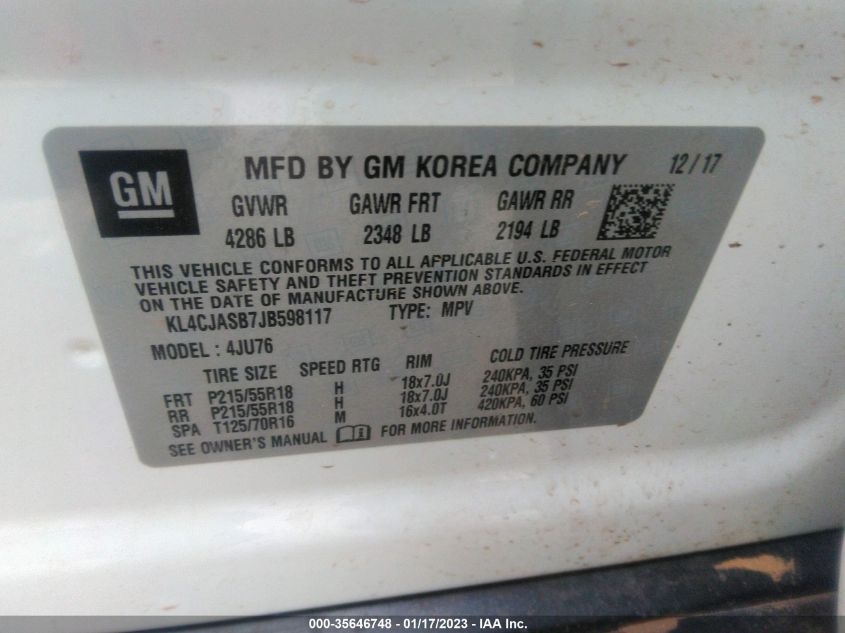 GM
MFD BY GM KOREA COMPANY 12/17
GVWR GAWR FRT GAWR RR
4286 LB 2348 LB 2194 LB
THIS VEHICLE CONFORMS TO ALL APPLICABLE U.S. FEDERAL MOTOR
VEHICLE SAFETY AND THEFT PREVENTION STANDARDS IN EFFECT
ON THE DATE OF MANUFACTURE SHOWN ABOVE.
KL4CJASB7JB598117 TYPE: MPV
MODEL: 4JU76
TIRE SIZE SPEED RTG RIM COLD TIRE PRESSURE
FRT P215/55R18 H 18x7.0J 240KPA, 35 PSI
RR P215/55R18 H 18x7.0J 240KPA, 35 PSI
SPA T125/70R16 M 16x4.0T 420KPA, 60 PSI
SEE OWNER'S MANUAL FOR MORE INFORMATION.
000-35646748 - 01/17/2023 - IAA Inc.